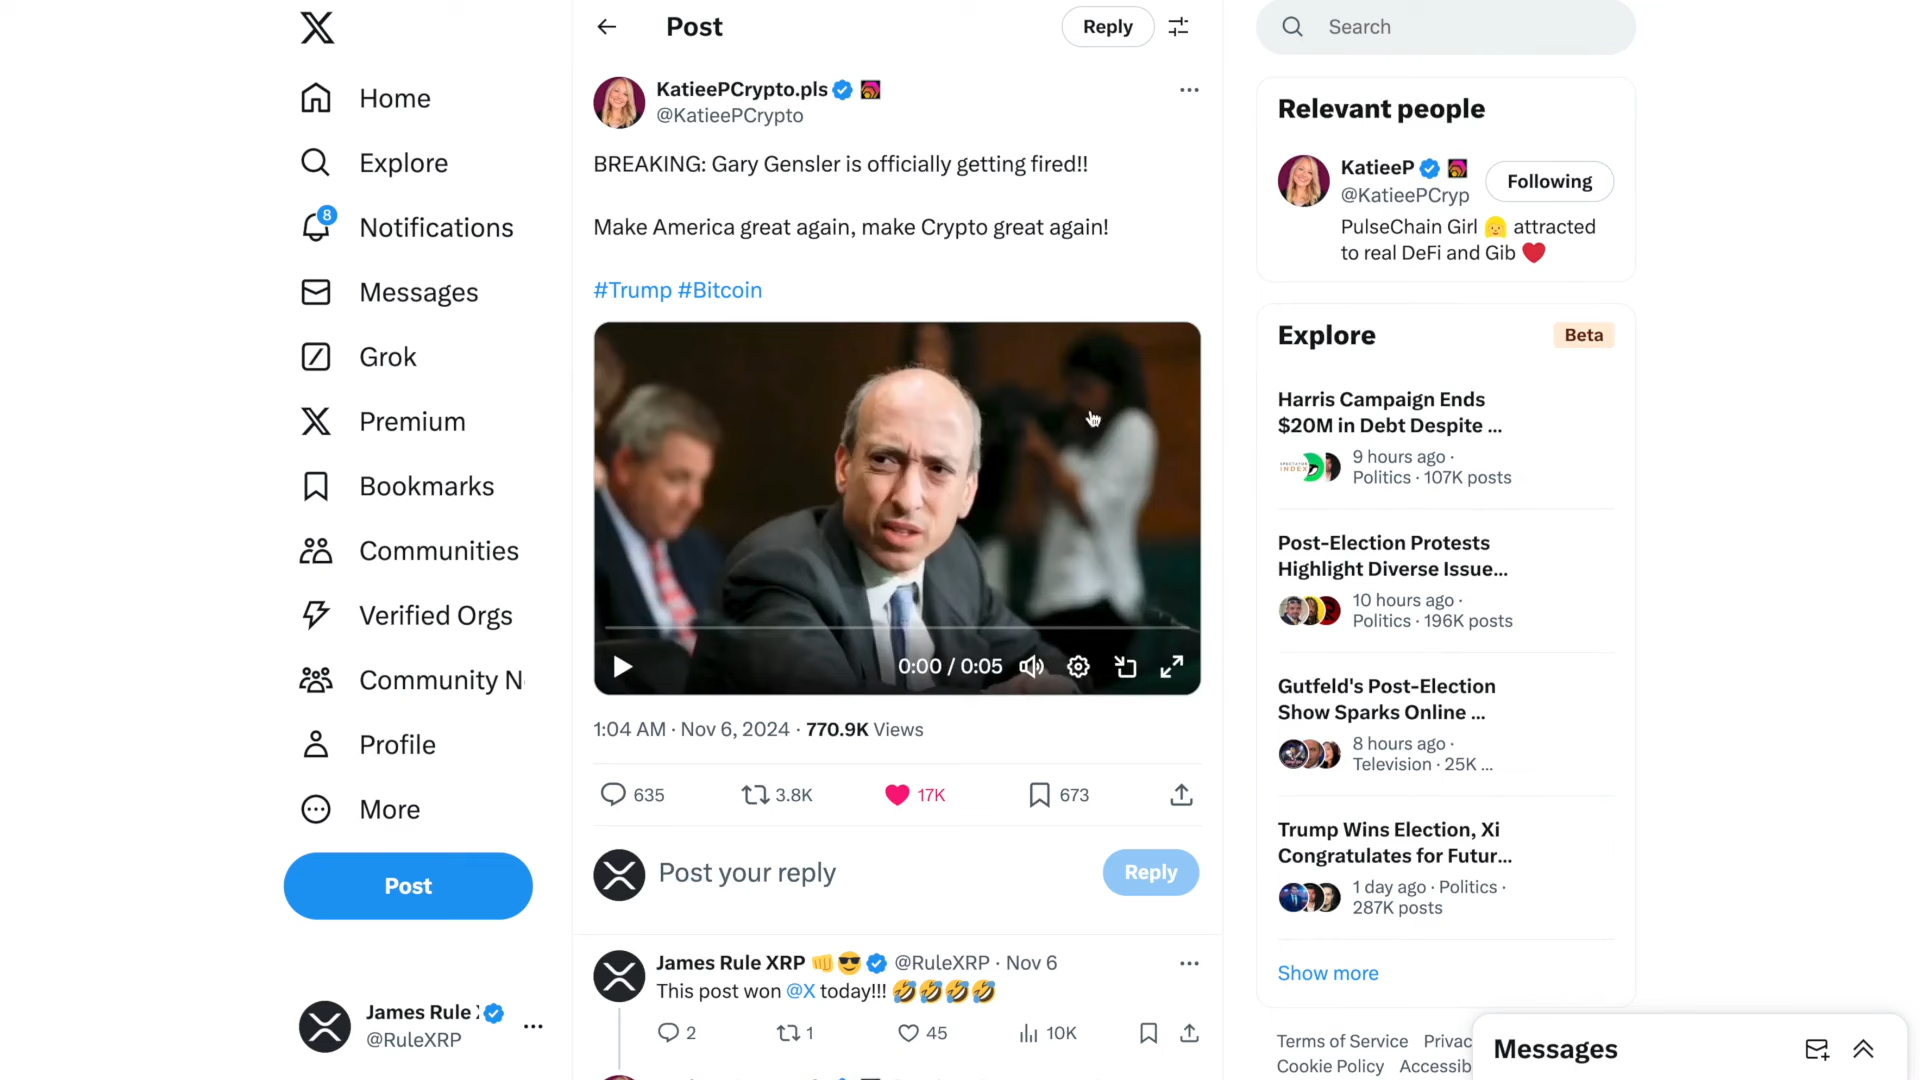 Home
Explore
8
Notifications
Messages
Grok
Premium
Bookmarks
Communities
Verified Orgs
Community N
Profile
More
Post
James Rule
@RuleXRP
Post
Reply
KatieePCrypto.pls
@KatieePCrypto
BREAKING: Gary Gensler is officially getting fired!!
Make America great again, make Crypto great again!
#Trump #Bitcoin
0:00 / 0:05
1:04 AM · Nov 6, 2024 · 770.9K Views
635 3.8K 17K 673
Post your reply
Reply
James Rule XRP 👊😎 @RuleXRP · Nov 6
This post won @X today!!! 🤣🤣🤣🤣
2 1 45 10K
Search
Relevant people
KatieeP
@KatieePCryp
Following
PulseChain Girl 👱‍♀️ attracted
to real DeFi and Gib ❤️
Explore
Beta
Harris Campaign Ends
$20M in Debt Despite ...
9 hours ago ·
Politics · 107K posts
Post-Election Protests
Highlight Diverse Issue...
10 hours ago ·
Politics · 196K posts
Gutfeld's Post-Election
Show Sparks Online ...
8 hours ago ·
Television · 25K ...
Trump Wins Election, Xi
Congratulates for Futur...
1 day ago · Politics ·
287K posts
Show more
Terms of Service Privac
Cookie Policy Accessib
Messages